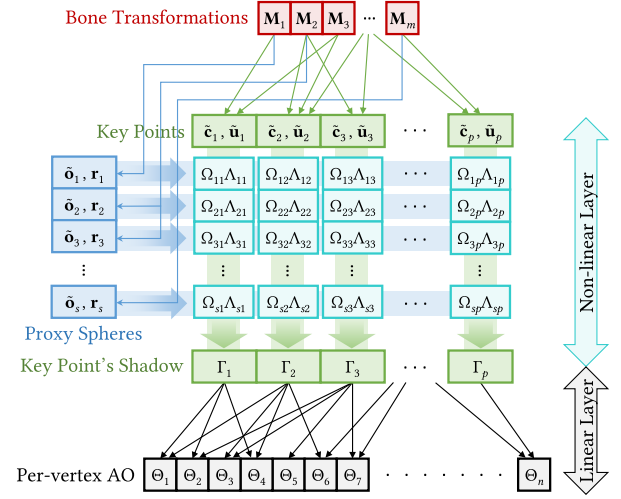 Bone Transformations M₁ M₂ M₃ ··· Mₘ
Key Points c̃₁, ũ₁ c̃₂, ũ₂ c̃₃, ũ₃ · · · c̃ₚ, ũₚ
õ₁, r₁ Ω₁₁Λ₁₁ Ω₁₂Λ₁₂ Ω₁₃Λ₁₃ · · · Ω₁ₚΛ₁ₚ
õ₂, r₂ Ω₂₁Λ₂₁ Ω₂₂Λ₂₂ Ω₂₃Λ₂₃ · · · Ω₂ₚΛ₂ₚ
õ₃, r₃ Ω₃₁Λ₃₁ Ω₃₂Λ₃₂ Ω₃₃Λ₃₃ · · · Ω₃ₚΛ₃ₚ
⋮ ⋮ ⋮ ⋮ ⋮
õₛ, rₛ Ωₛ₁Λₛ₁ Ωₛ₂Λₛ₂ Ωₛ₃Λₛ₃ · · · ΩₛₚΛₛₚ
Proxy Spheres
Key Point's Shadow Γ₁ Γ₂ Γ₃ · · · Γₚ
Per-vertex AO Θ₁ Θ₂ Θ₃ Θ₄ Θ₅ Θ₆ Θ₇ · · · · · · · Θₙ
Non-linear Layer
Linear Layer